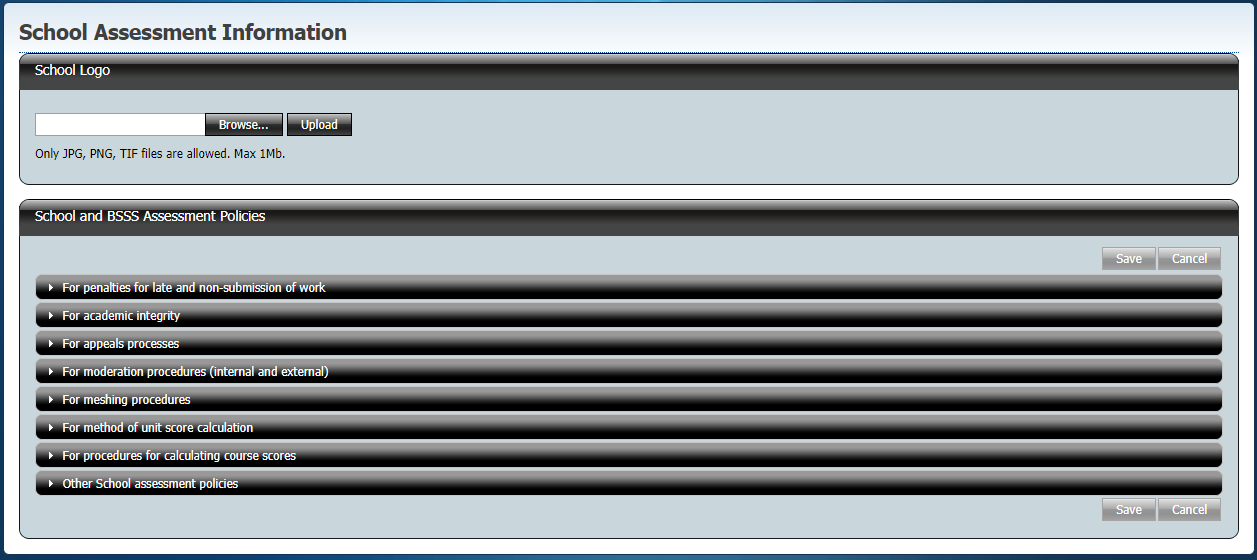 School Assessment Information
School Logo
Browse... Upload
Only JPG, PNG, TIF files are allowed. Max 1Mb.
School and BSSS Assessment Policies
Save Cancel
For penalties for late and non-submission of work
For academic integrity
For appeals processes
For moderation procedures (internal and external)
For meshing procedures
For method of unit score calculation
For procedures for calculating course scores
Other School assessment policies
Save Cancel